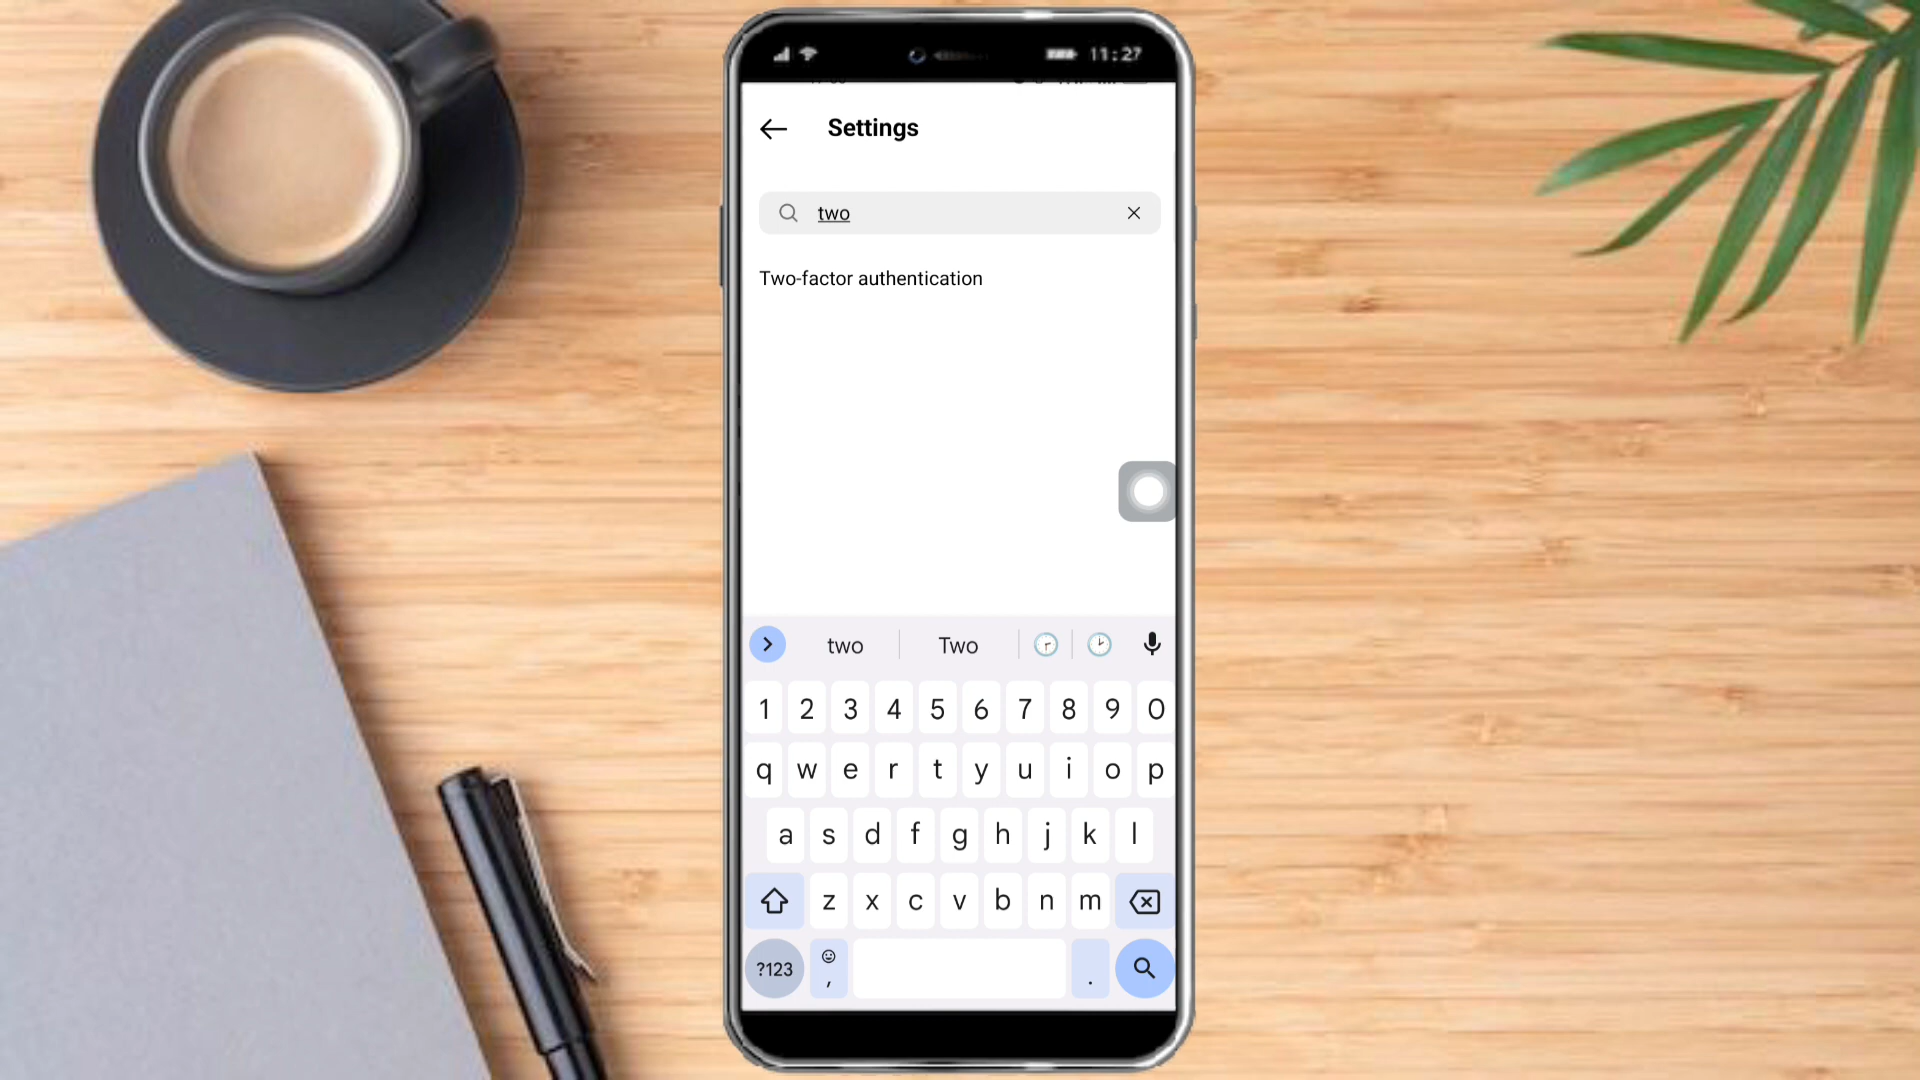 11:27
Settings
two
Two-factor authentication
two Two
1 2 3 4 5 6 7 8 9 0
q w e r t y u i o p
a s d f g h j k l
z x c v b n m
?123 , .